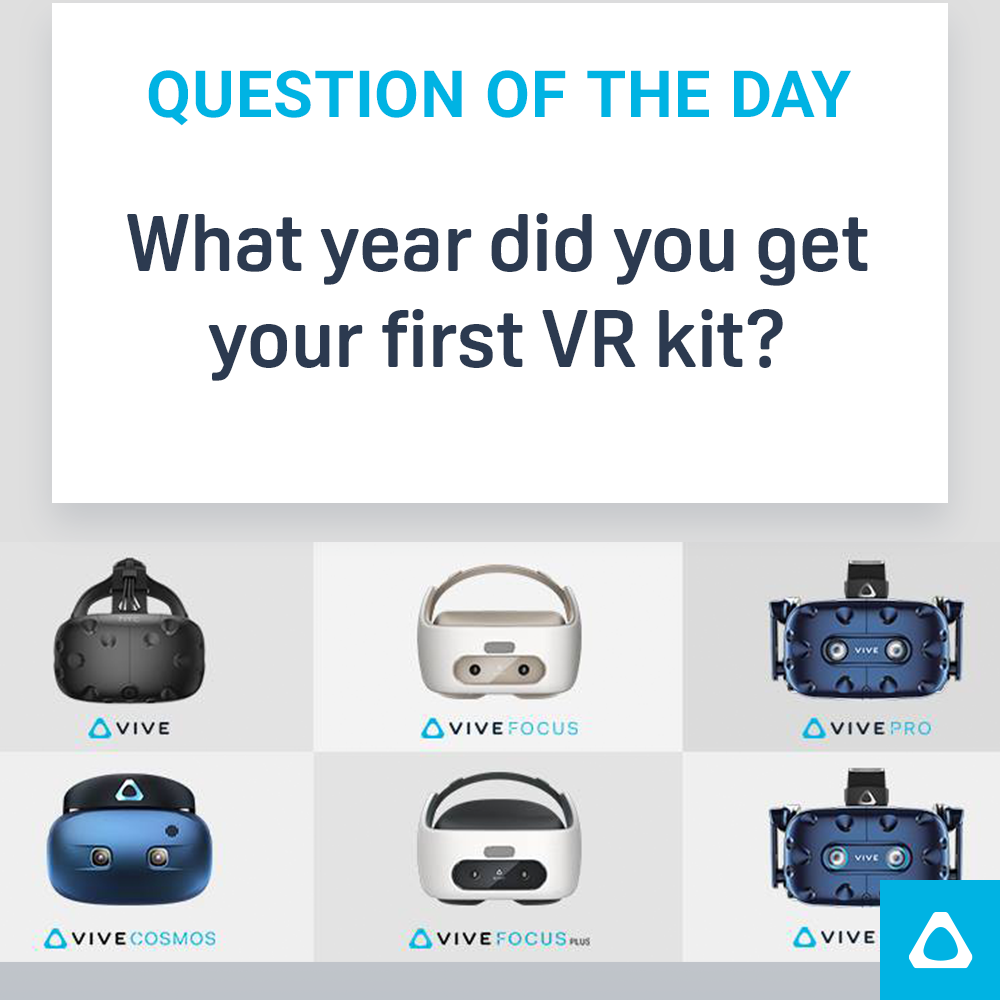 QUESTION OF THE DAY
What year did you get
your first VR kit?
VIVE
VIVE FOCUS
VIVE
VIVE PRO
VIVE
VIVE COSMOS
VIVE FOCUS PLUS
VIVE